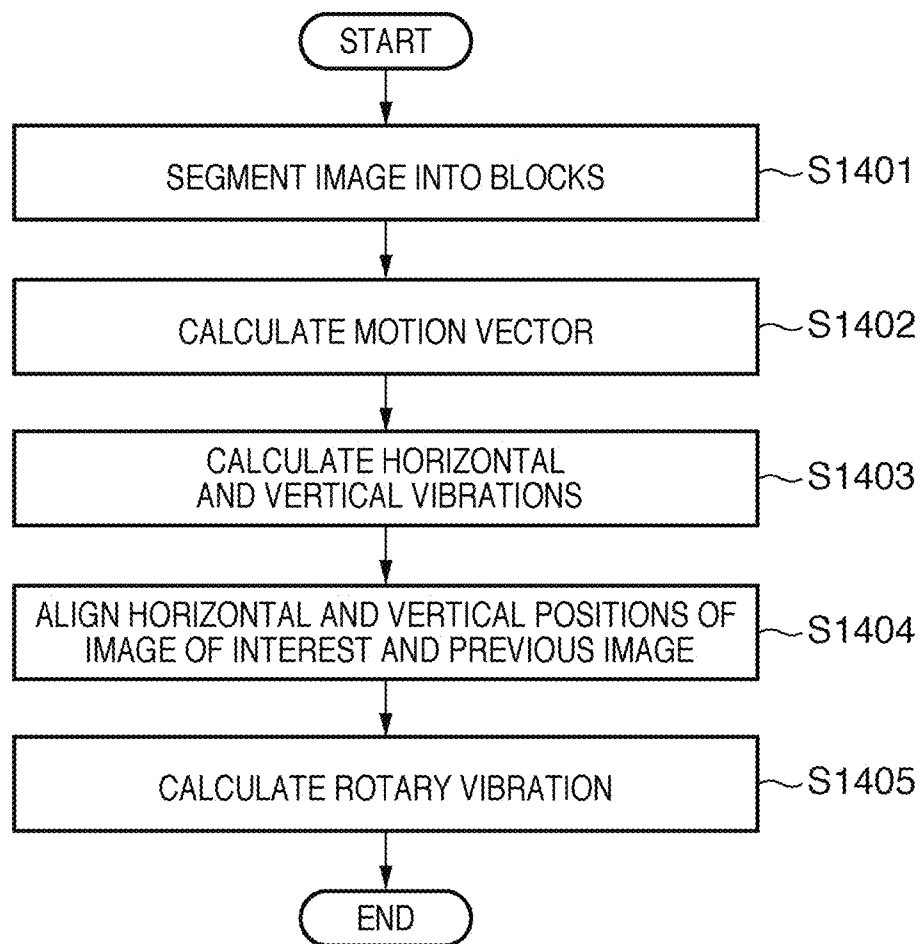 START
SEGMENT IMAGE INTO BLOCKS
S1401
CALCULATE MOTION VECTOR
S1402
CALCULATE HORIZONTAL
AND VERTICAL VIBRATIONS
S1403
ALIGN HORIZONTAL AND VERTICAL POSITIONS OF
IMAGE OF INTEREST AND PREVIOUS IMAGE
S1404
CALCULATE ROTARY VIBRATION
S1405
END